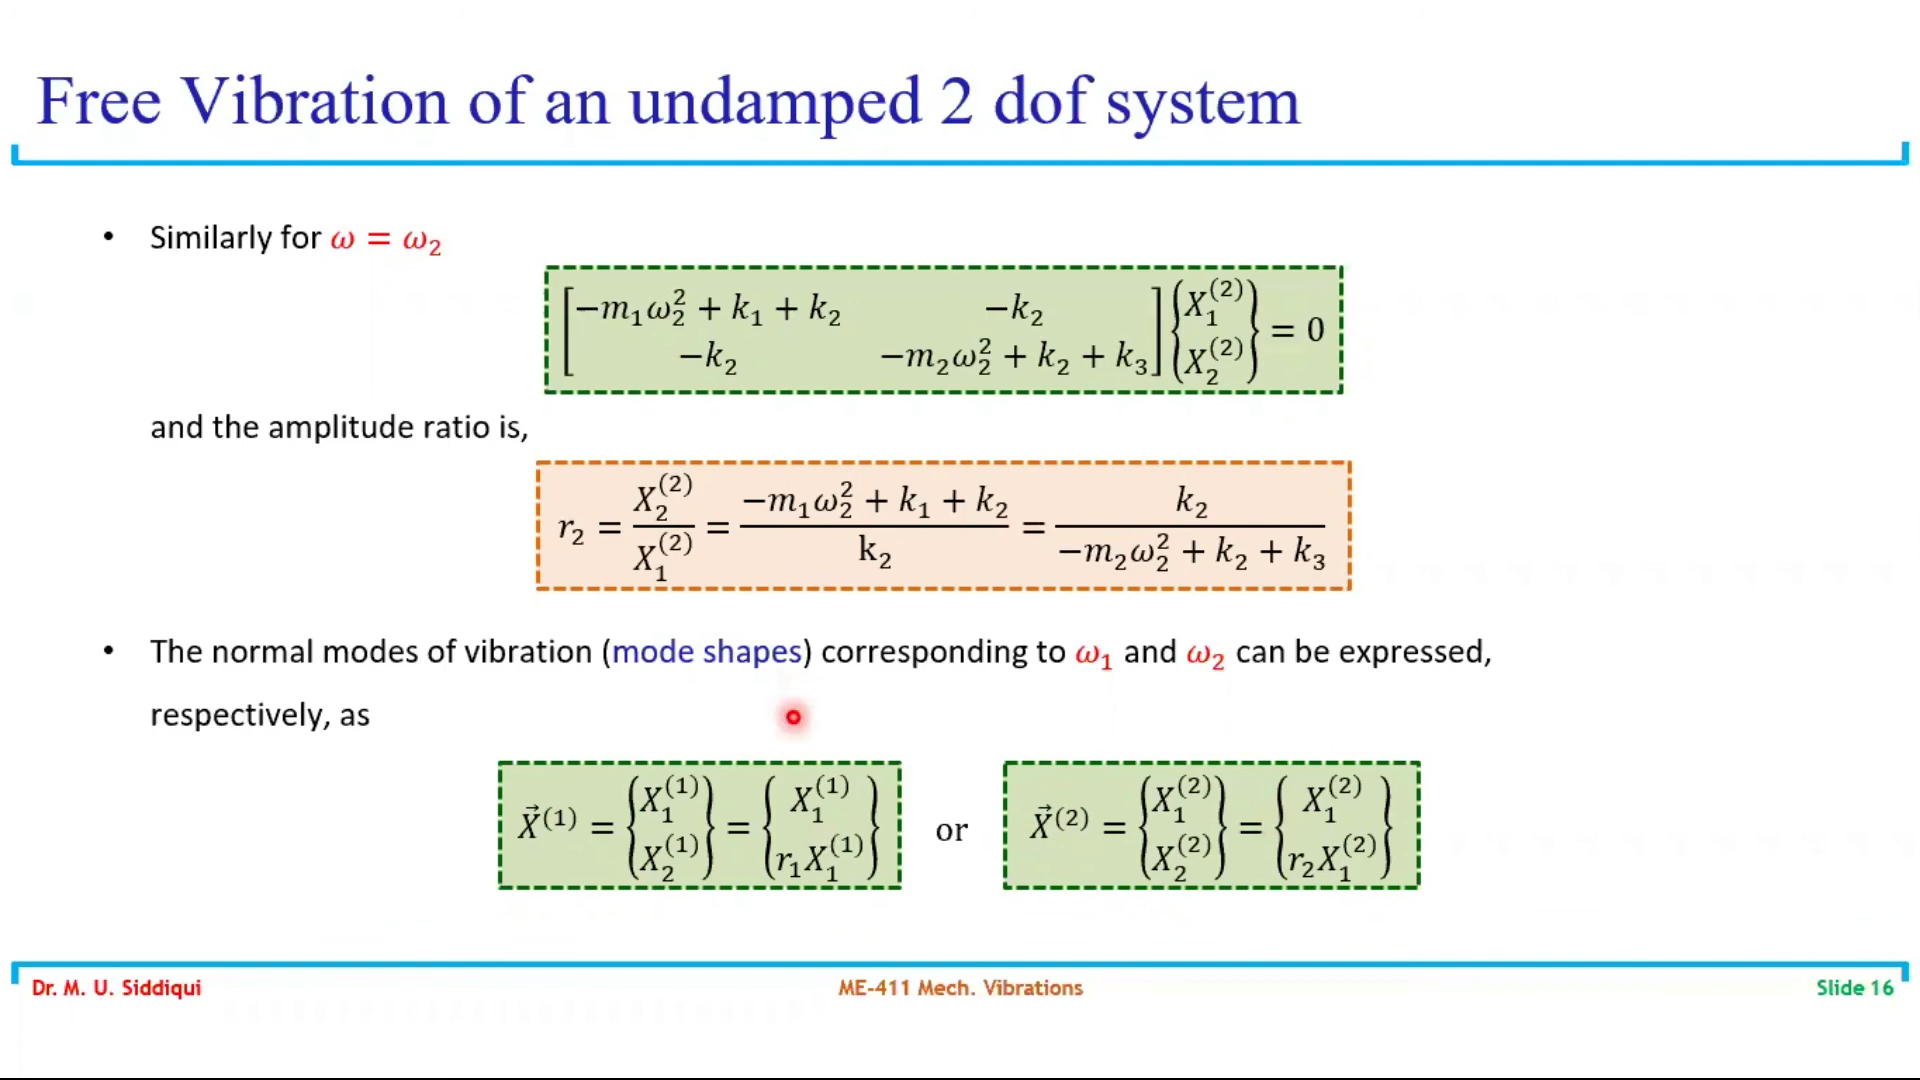 Free Vibration of an undamped 2 dof system
• Similarly for ω = ω₂
[−m₁ω₂² + k₁ + k₂  −k₂; −k₂  −m₂ω₂² + k₂ + k₃] {X₁⁽²⁾; X₂⁽²⁾} = 0
and the amplitude ratio is,
r₂ = X₂⁽²⁾/X₁⁽²⁾ = (−m₁ω₂² + k₁ + k₂)/k₂ = k₂/(−m₂ω₂² + k₂ + k₃)
• The normal modes of vibration (mode shapes) corresponding to ω₁ and ω₂ can be expressed,
respectively, as
X⃗⁽¹⁾ = {X₁⁽¹⁾; X₂⁽¹⁾} = {X₁⁽¹⁾; r₁X₁⁽¹⁾} or X⃗⁽²⁾ = {X₁⁽²⁾; X₂⁽²⁾} = {X₁⁽²⁾; r₂X₁⁽²⁾}
Dr. M. U. Siddiqui ME-411 Mech. Vibrations Slide 16